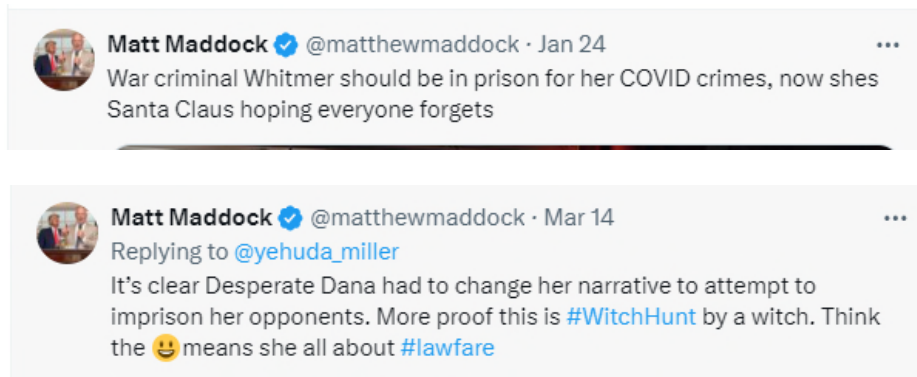 Matt Maddock @matthewmaddock · Jan 24
War criminal Whitmer should be in prison for her COVID crimes, now shes
Santa Claus hoping everyone forgets
Matt Maddock @matthewmaddock · Mar 14
Replying to @yehuda_miller
It’s clear Desperate Dana had to change her narrative to attempt to
imprison her opponents. More proof this is #WitchHunt by a witch. Think
the 😃 means she all about #lawfare